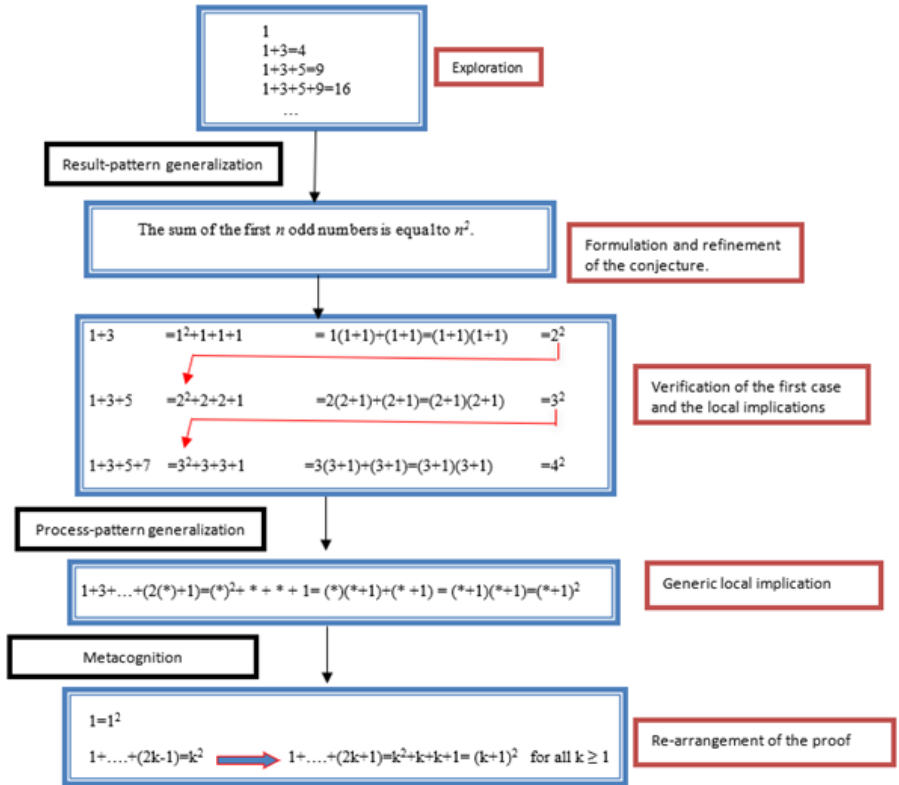 1
1+3=4
1+3+5=9
1+3+5+9=16
...
Exploration
Result-pattern generalization
The sum of the first n odd numbers is equal to n².
Formulation and refinement
of the conjecture.
1+3 =1²+1+1+1 = 1(1+1)+(1+1)=(1+1)(1+1) =2²
1+3+5 =2²+2+2+1 =2(2+1)+(2+1)=(2+1)(2+1) =3²
1+3+5+7 =3²+3+3+1 =3(3+1)+(3+1)=(3+1)(3+1) =4²
Verification of the first case
and the local implications
Process-pattern generalization
1+3+...+(2(*)+1)=(*)²+ * + * + 1= (*)(*+1)+(* +1) = (*+1)(*+1)=(*+1)²
Generic local implication
Metacognition
1=1²
1+....+(2k-1)=k² 1+....+(2k+1)=k²+k+k+1= (k+1)² for all k ≥ 1
Re-arrangement of the proof